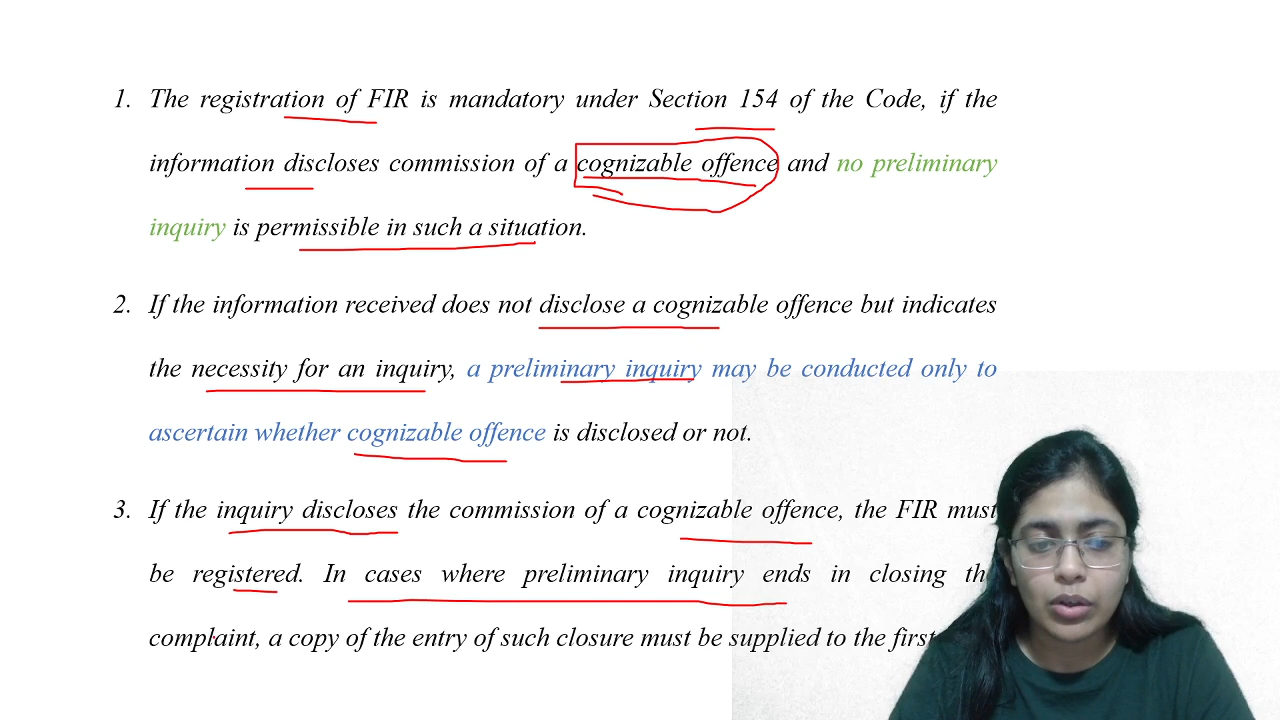 1. The registration of FIR is mandatory under Section 154 of the Code, if the
information discloses commission of a cognizable offence and no preliminary
inquiry is permissible in such a situation.
2. If the information received does not disclose a cognizable offence but indicates
the necessity for an inquiry, a preliminary inquiry may be conducted only to
ascertain whether cognizable offence is disclosed or not.
3. If the inquiry discloses the commission of a cognizable offence, the FIR must
be registered. In cases where preliminary inquiry ends in closing
complaint, a copy of the entry of such closure must be supplied to the first